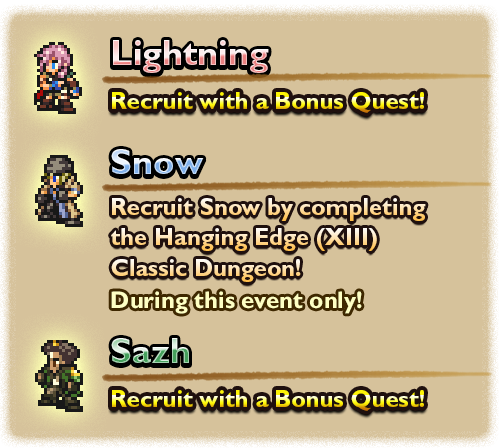 Lightning
Recruit with a Bonus Quest!
Snow
Recruit Snow by completing
the Hanging Edge (XIII)
Classic Dungeon!
During this event only!
Sazh
Recruit with a Bonus Quest!